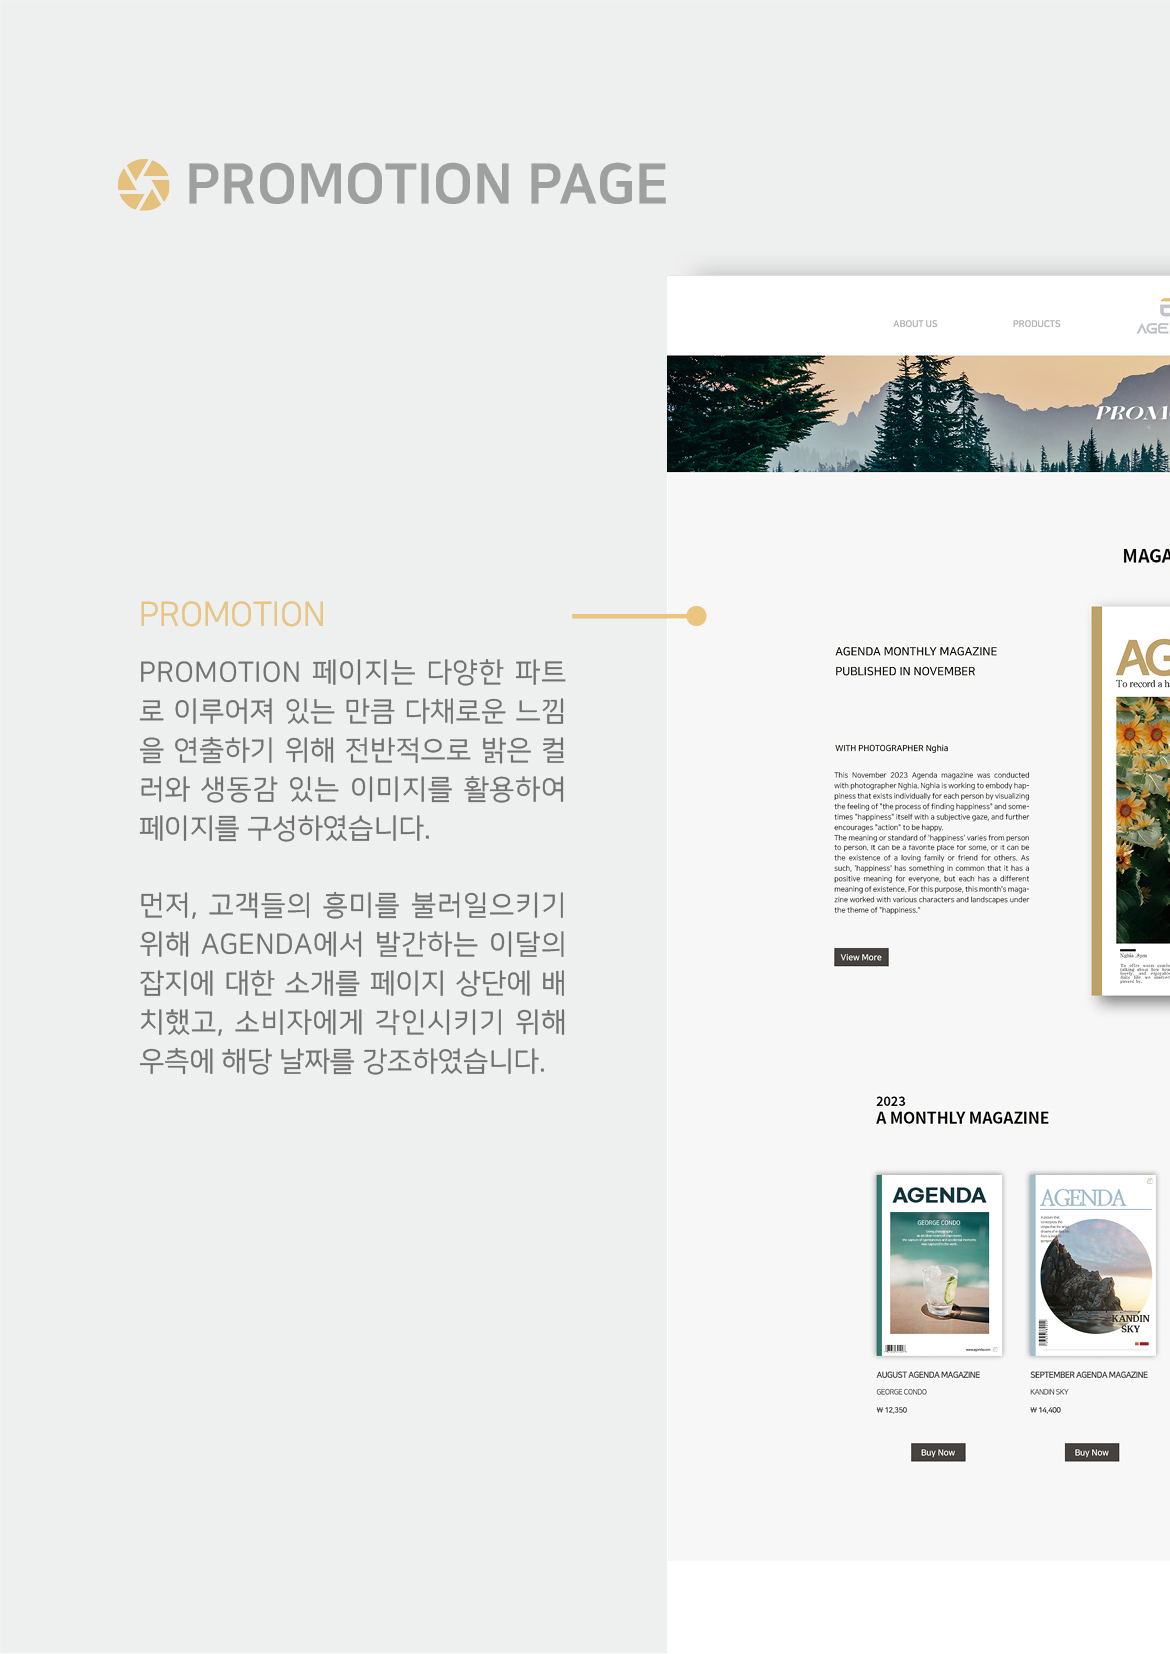 PROMOTION PAGE
ABOUT US
PRODUCTS
AGE
PROM
MAGA
PROMOTION
PROMOTION 페이지는 다양한 파트
로 이루어져 있는 만큼 다채로운 느낌
을 연출하기 위해 전반적으로 밝은 컬
러와 생동감 있는 이미지를 활용하여
페이지를 구성하였습니다.
먼저, 고객들의 흥미를 불러일으키기
위해 AGENDA에서 발간하는 이달의
잡지에 대한 소개를 페이지 상단에 배
치했고, 소비자에게 각인시키기 위해
우측에 해당 날짜를 강조하였습니다.
AGENDA MONTHLY MAGAZINE
PUBLISHED IN NOVEMBER
WITH PHOTOGRAPHER Nghia
This November 2023 Agenda magazine was conducted
with photographer Nghia. Nghia is working to embody hap-
piness that exists individually for each person by visualizing
the feeling of "the process of finding happiness" and some-
times "happiness" itself with a subjective gaze, and further
encourages "action" to be happy.
The meaning or standard of 'happiness' varies from person
to person. It can be a favorite place for some, or it can be
the existence of a loving family or friend for others. As
such, 'happiness' has something in common that it has a
positive meaning for everyone, but each has a different
meaning of existence. For this purpose, this month's maga-
zine worked with various characters and landscapes under
the theme of "happiness."
View More
AG
To record a h
Nghia
2023
A MONTHLY MAGAZINE
AGENDA
GEORGE CONDO
AUGUST AGENDA MAGAZINE
GEORGE CONDO
₩ 12,350
Buy Now
AGENDA
KANDIN
SKY
SEPTEMBER AGENDA MAGAZINE
KANDIN SKY
₩ 14,400
Buy Now